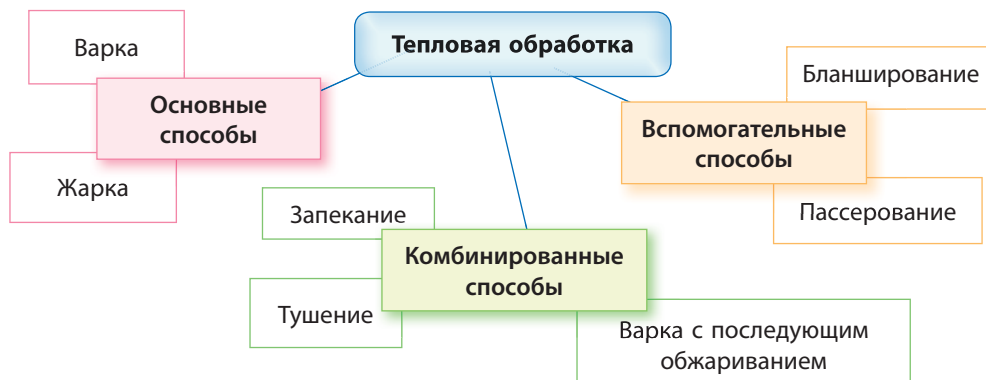 Тепловая обработка
Варка
Основные
способы
Жарка
Бланширование
Вспомогательные
способы
Пассерование
Запекание
Комбинированные
способы
Тушение
Варка с последующим
обжариванием